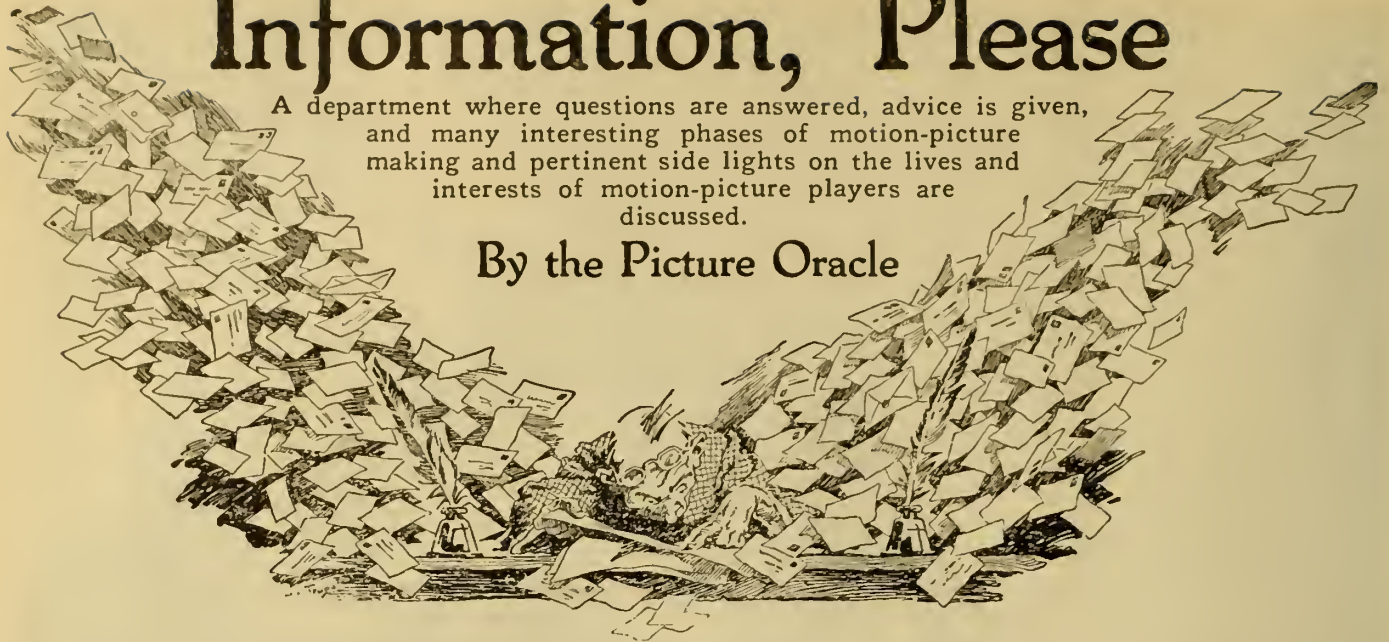 Information, Please
A department where questions are answered, advice is given,
and many interesting phases of motion-picture
making and pertinent side lights on the lives and
interests of motion-picture players are
discussed.
By the Picture Oracle